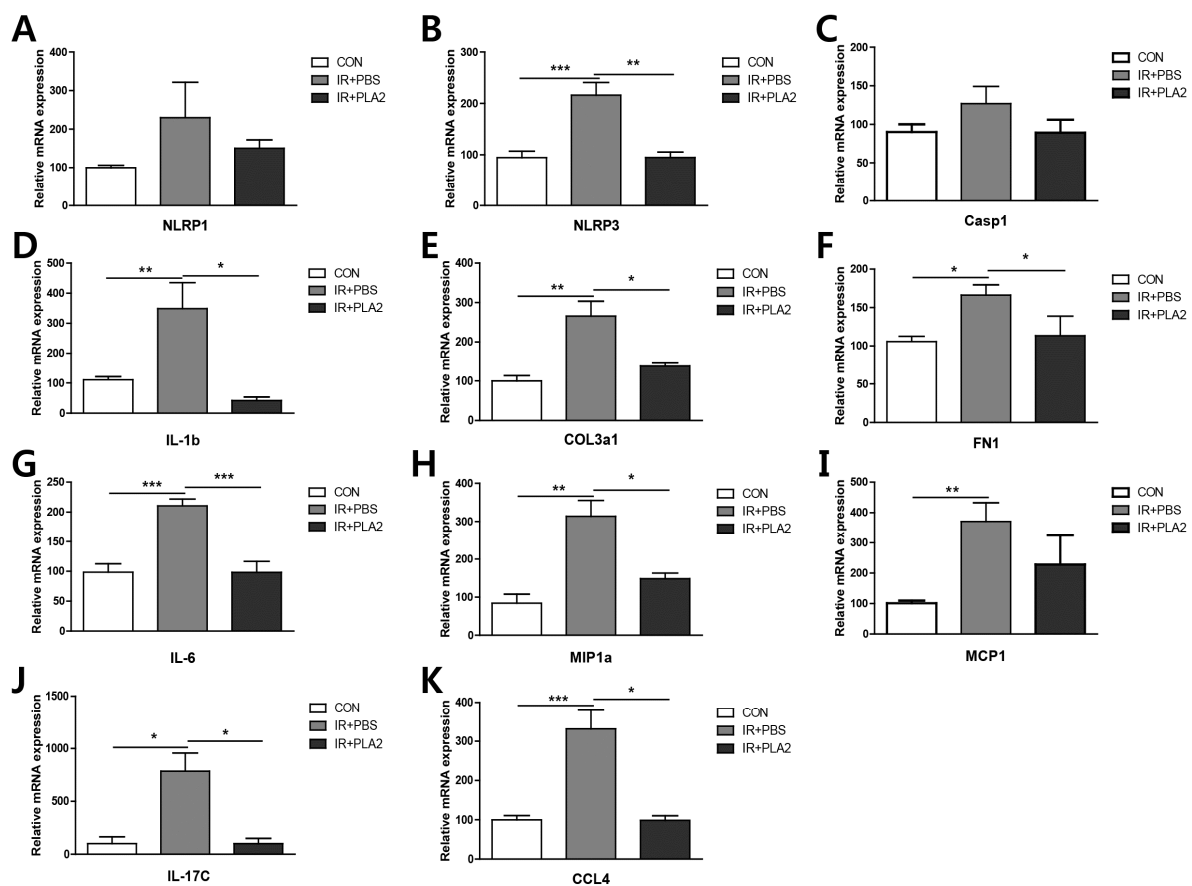 A
Relative mRNA expression
400
300
200
100
0
NLRP1
CON
IR+PBS
IR+PLA2
B
Relative mRNA expression
300
200
100
0
*** **
NLRP3
CON
IR+PBS
IR+PLA2
C
Relative mRNA expression
200
150
100
50
0
Casp1
CON
IR+PBS
IR+PLA2
D
Relative mRNA expression
500
400
300
200
100
0
** *
IL-1b
CON
IR+PBS
IR+PLA2
E
Relative mRNA expression
400
300
200
100
0
** *
COL3a1
CON
IR+PBS
IR+PLA2
F
Relative mRNA expression
200
150
100
50
0
* *
FN1
CON
IR+PBS
IR+PLA2
G
Relative mRNA expression
250
200
150
100
50
0
*** ***
IL-6
CON
IR+PBS
IR+PLA2
H
Relative mRNA expression
400
300
200
100
0
** *
MIP1a
CON
IR+PBS
IR+PLA2
I
Relative mRNA expression
500
400
300
200
100
0
**
MCP1
CON
IR+PBS
IR+PLA2
J
Relative mRNA expression
1500
1000
500
0
* *
IL-17C
CON
IR+PBS
IR+PLA2
K
Relative mRNA expression
400
300
200
100
0
*** *
CCL4
CON
IR+PBS
IR+PLA2